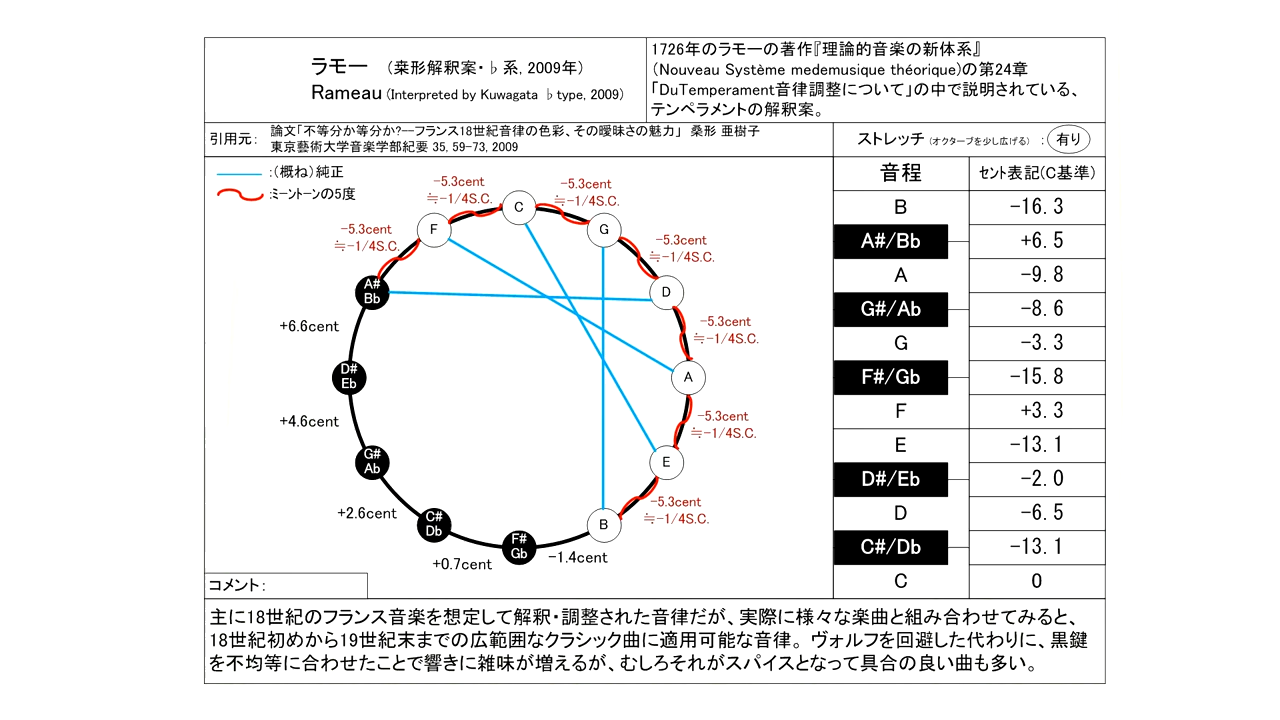 ラモー （桒形解釈案・♭系, 2009年）
Rameau (Interpreted by Kuwagata ♭type, 2009)
1726年のラモーの著作『理論的音楽の新体系』
（Nouveau Système medemusique théorique)の第24章
「DuTemperament音律調整について」の中で説明されている、
テンペラメントの解釈案。
引用元：
論文「不等分か等分か?--フランス18世紀音律の色彩、その曖昧さの魅力」 桑形 亜樹子
東京藝術大学音楽学部紀要 35, 59-73, 2009
ストレッチ （オクターブを少し広げる） ： 有り
：（概ね）純正
：ミーントーンの5度
-5.3cent
≒-1/4S.C.
-5.3cent
≒-1/4S.C.
-5.3cent
≒-1/4S.C.
-5.3cent
≒-1/4S.C.
-5.3cent
≒-1/4S.C.
-5.3cent
≒-1/4S.C.
-5.3cent
≒-1/4S.C.
C
F
G
A#
Bb
D
D#
Eb
A
G#
Ab
E
C#
Db
B
F#
Gb
+6.6cent
+4.6cent
+2.6cent
+0.7cent
-1.4cent
音程 セント表記(C基準)
B -16.3
A#/Bb +6.5
A -9.8
G#/Ab -8.6
G -3.3
F#/Gb -15.8
F +3.3
E -13.1
D#/Eb -2.0
D -6.5
C#/Db -13.1
C 0
コメント：
主に18世紀のフランス音楽を想定して解釈・調整された音律だが、実際に様々な楽曲と組み合わせてみると、
18世紀初めから19世紀末までの広範囲なクラシック曲に適用可能な音律。ヴォルフを回避した代わりに、黒鍵
を不均等に合わせたことで響きに雑味が増えるが、むしろそれがスパイスとなって具合の良い曲も多い。